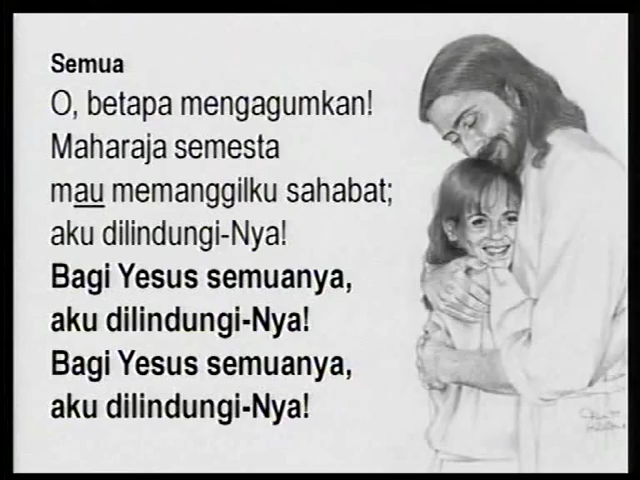 Semua
O, betapa mengagumkan!
Maharaja semesta
mau memanggilku sahabat;
aku dilindungi-Nya!
Bagi Yesus semuanya,
aku dilindungi-Nya!
Bagi Yesus semuanya,
aku dilindungi-Nya!